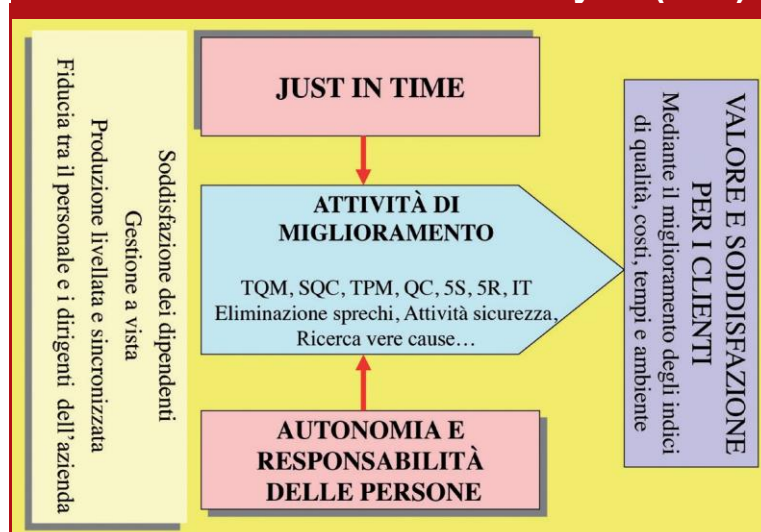 Soddisfazione dei dipendenti
Gestione a vista
Produzione livellata e sincronizzata
Fiducia tra il personale e i dirigenti dell'azienda
JUST IN TIME
ATTIVITÀ DI
MIGLIORAMENTO
TQM, SQC, TPM, QC, 5S, 5R, IT
Eliminazione sprechi, Attività sicurezza,
Ricerca vere cause…
AUTONOMIA E
RESPONSABILITÀ
DELLE PERSONE
VALORE E SODDISFAZIONE
PER I CLIENTI
Mediante il miglioramento degli indici
di qualità, costi, tempi e ambiente